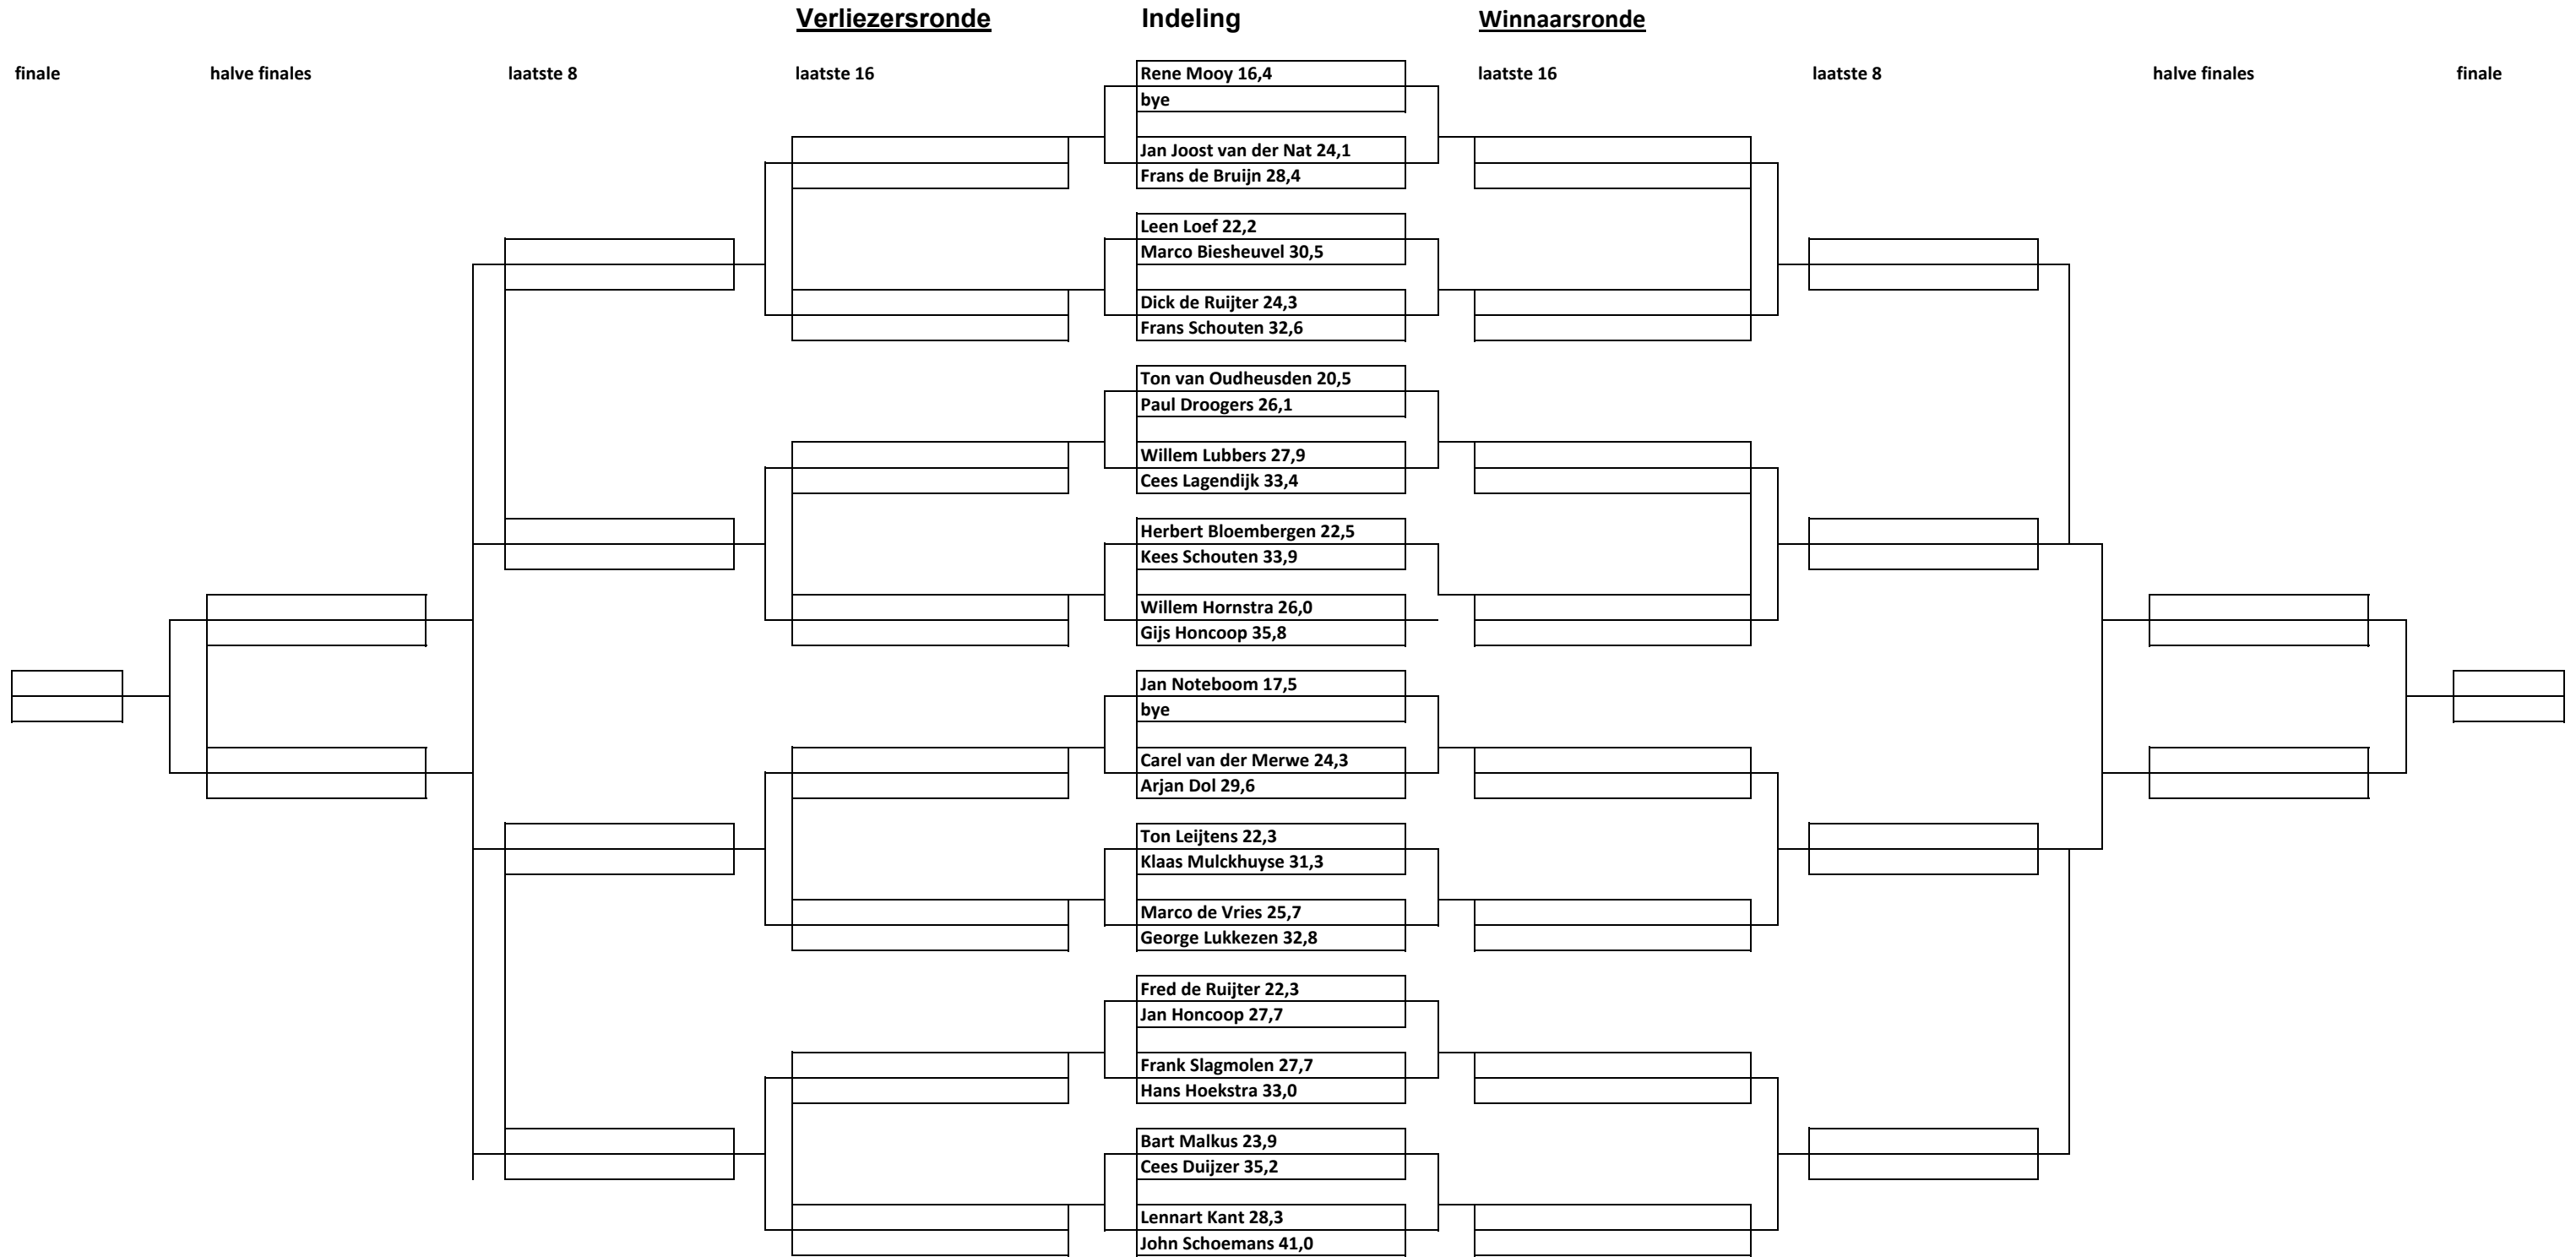 Verliezersronde Indeling Winnaarsronde
finale halve finales laatste 8 laatste 16 Rene Mooy 16,4 laatste 16 laatste 8 halve finales finale
bye
Jan Joost van der Nat 24,1
Frans de Bruijn 28,4
Leen Loef 22,2
Marco Biesheuvel 30,5
Dick de Ruijter 24,3
Frans Schouten 32,6
Ton van Oudheusden 20,5
Paul Droogers 26,1
Willem Lubbers 27,9
Cees Lagendijk 33,4
Herbert Bloembergen 22,5
Kees Schouten 33,9
Willem Hornstra 26,0
Gijs Honcoop 35,8
Jan Noteboom 17,5
bye
Carel van der Merwe 24,3
Arjan Dol 29,6
Ton Leijtens 22,3
Klaas Mulckhuyse 31,3
Marco de Vries 25,7
George Lukkezen 32,8
Fred de Ruijter 22,3
Jan Honcoop 27,7
Frank Slagmolen 27,7
Hans Hoekstra 33,0
Bart Malkus 23,9
Cees Duijzer 35,2
Lennart Kant 28,3
John Schoemans 41,0